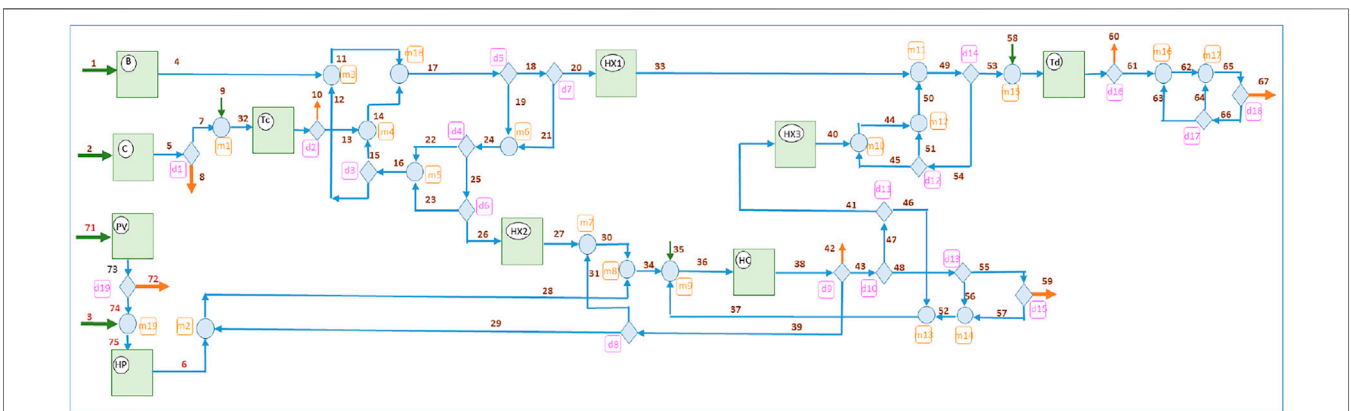 58 60
11 m18 d5 m11 d14 m16 m17
B HX1 Td
1 4 17 18 20 33 49 53 61 62 65 67
m3 d7 m15 d16
9 10 12 19 50 63 64 d18
14 HX3 44 66
7 32 Tc 13 m4 d4 m6 21 40 m12 d17
C 15 22 24 m10 51
2 5 d2 d3 16 45
d1 m1 m5 25 d12 54
8 23 d6 d11
41 46
PV HX2 m7
71 26 27 30 35 42 47
73 HC d13
72 31 34 36 38 43 48 55 59
d19 m8 m9 d9 d10 56
74 28 d15
3 m2 29 37 52 57
m19 39 m13 m14
75 d8
HP 6